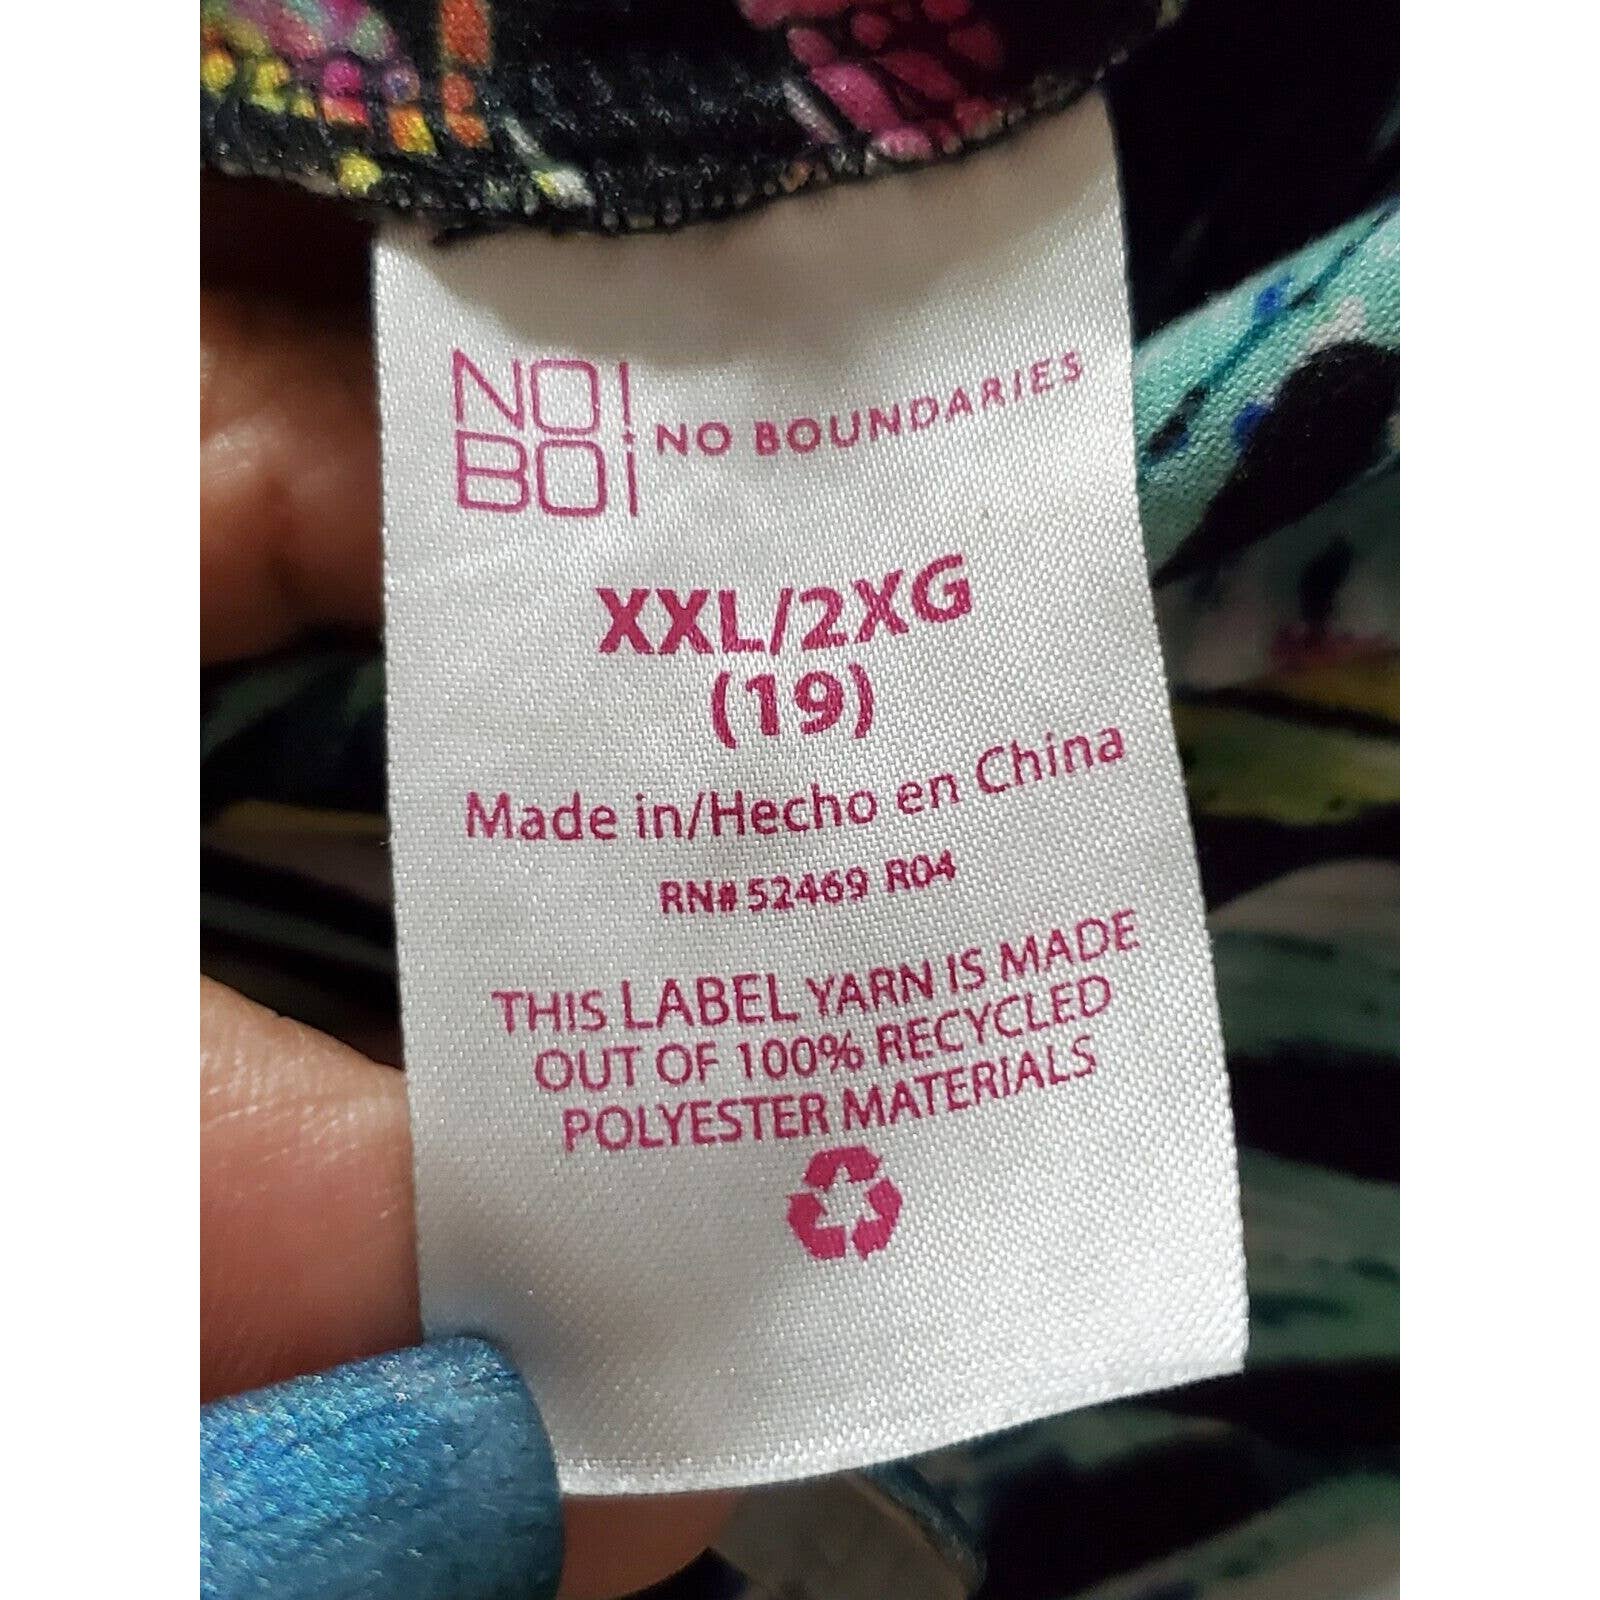 NO!
BO!
NO BOUNDARIES
XXL/2XG
(19)
Made in/Hecho en China
RN# 52469 R04
THIS LABEL YARN IS MADE
OUT OF 100% RECYCLED
POLYESTER MATERIALS